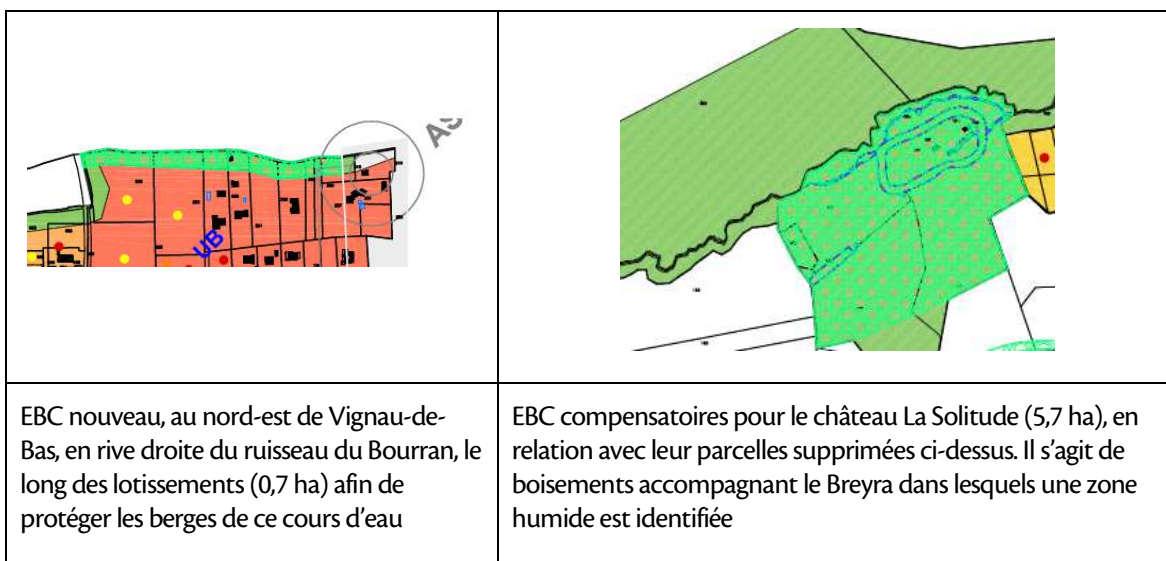 AS
UB
EBC nouveau, au nord-est de Vignau-de-
Bas, en rive droite du ruisseau du Bourran, le
long des lotissements (0,7 ha) afin de
protéger les berges de ce cours d'eau
EBC compensatoires pour le château La Solitude (5,7 ha), en
relation avec leur parcelles supprimées ci-dessus. Il s'agit de
boisements accompagnant le Breyra dans lesquels une zone
humide est identifiée